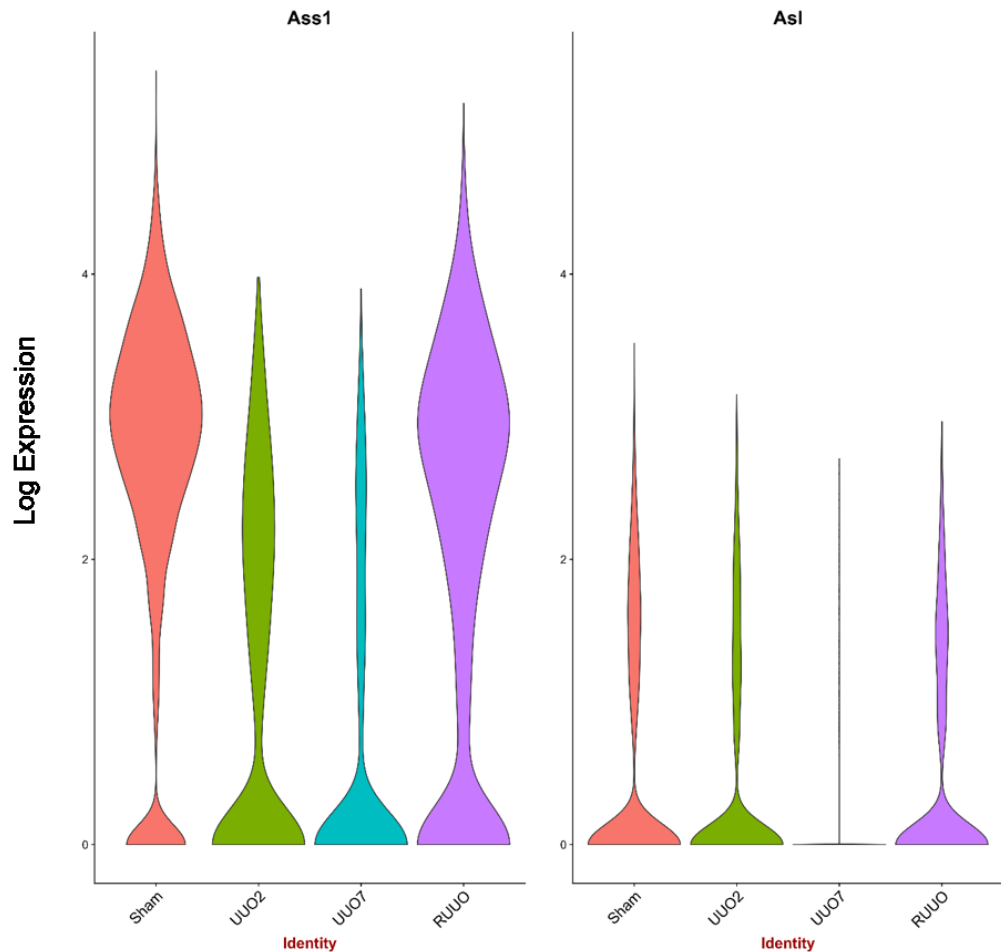 Ass1
Asl
Log Expression
4
2
0
4
2
0
Sham
UUO2
UUO7
RUUO
Sham
UUO2
UUO7
RUUO
Identity
Identity